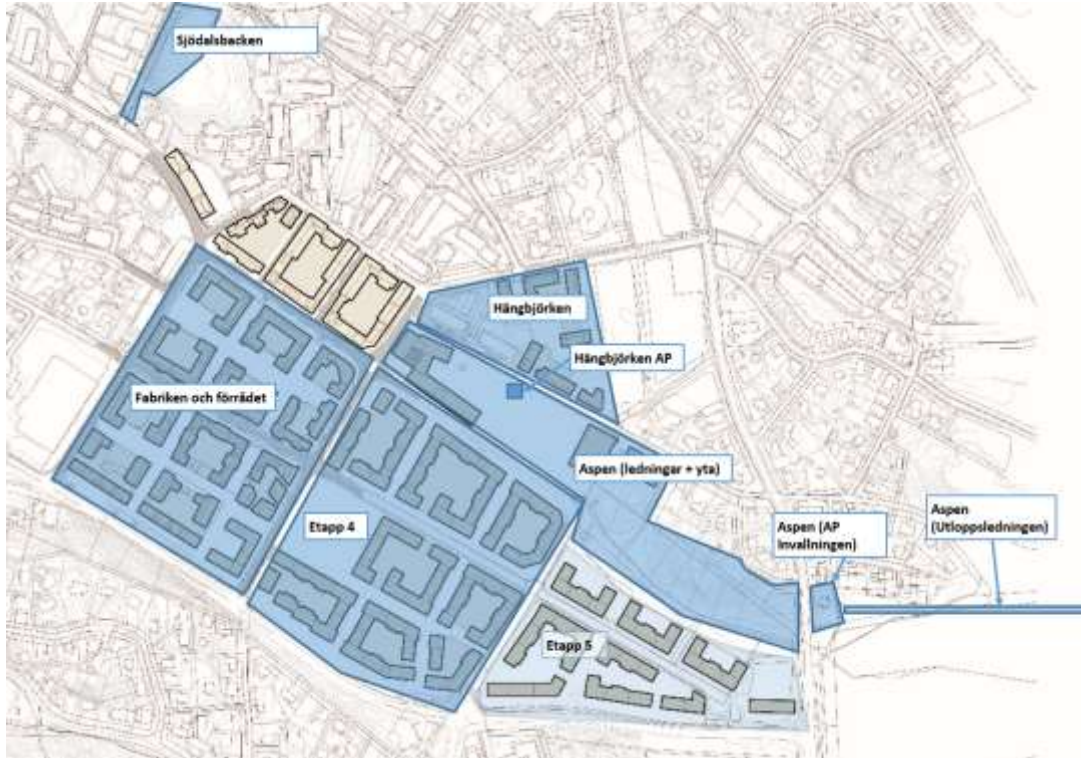 Sjödalsbacken
Hängbjörken
Hängbjörken AP
Fabriken och förrådet
Aspen (ledningar + yta)
Etapp 4
Aspen (AP
Invallningen)
Aspen
(Utloppsledningen)
Etapp 5